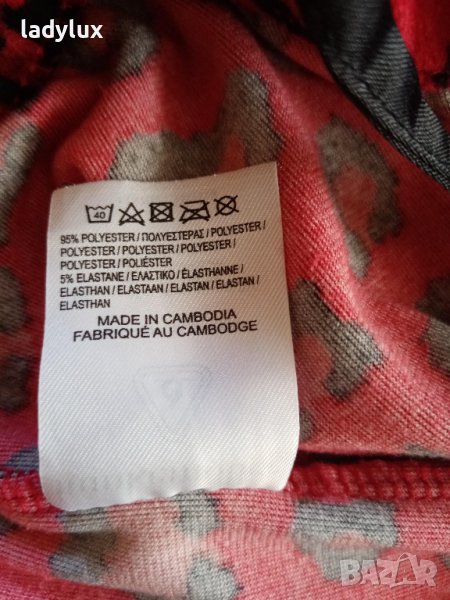 ladylux
40
95% POLYESTER / ΠΟΛΥΕΣΤΕΡΑΣ / POLYESTER
POLYESTER / POLYESTER / POLYESTER /
POLYESTER / POLIÉSTER
5% ELASTANE / ΕΛΑΣΤΙΚΟ / ÉLASTHANNE /
ELASTHAN / ELASTAAN / ELASTAN / ELASTAN /
ELASTHAN
MADE IN CAMBODIA
FABRIQUÉ AU CAMBODGE
BAZAR